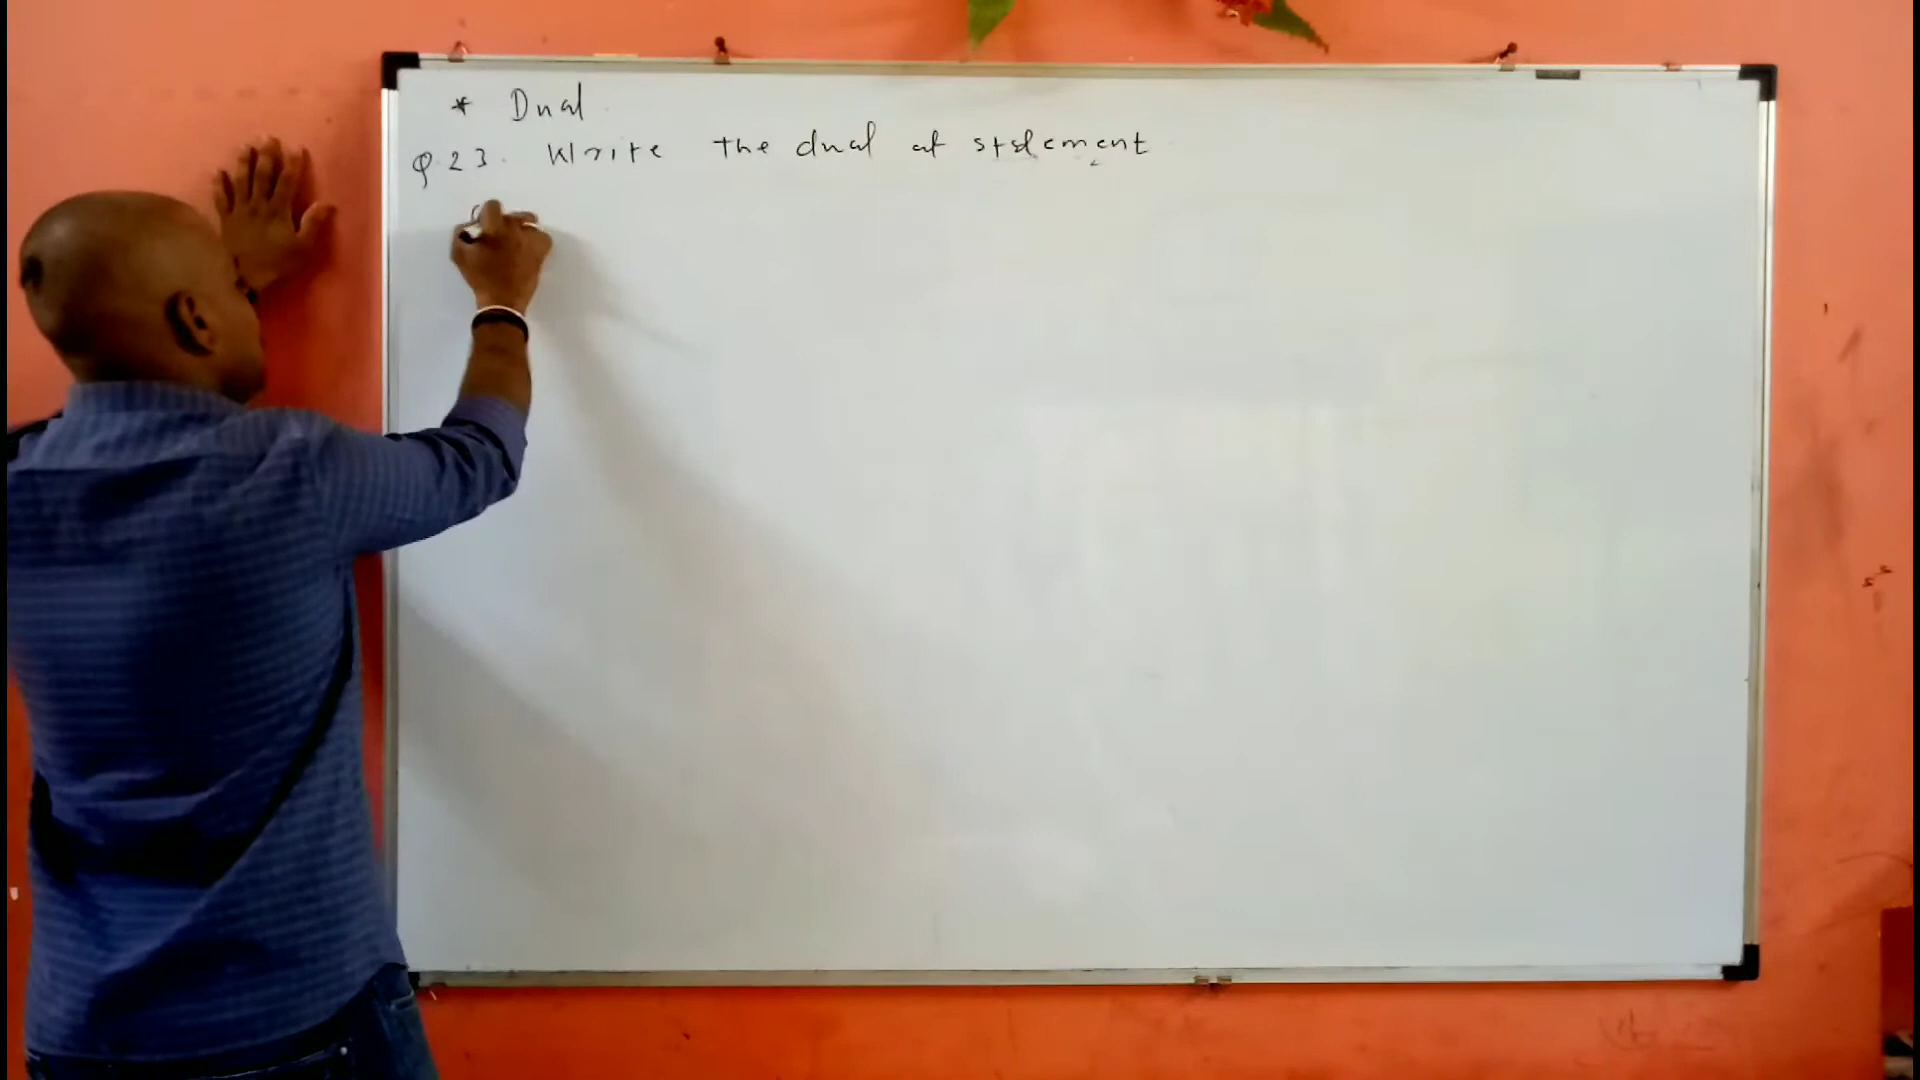 * Dual
Q.23. Write the dual of statement
(